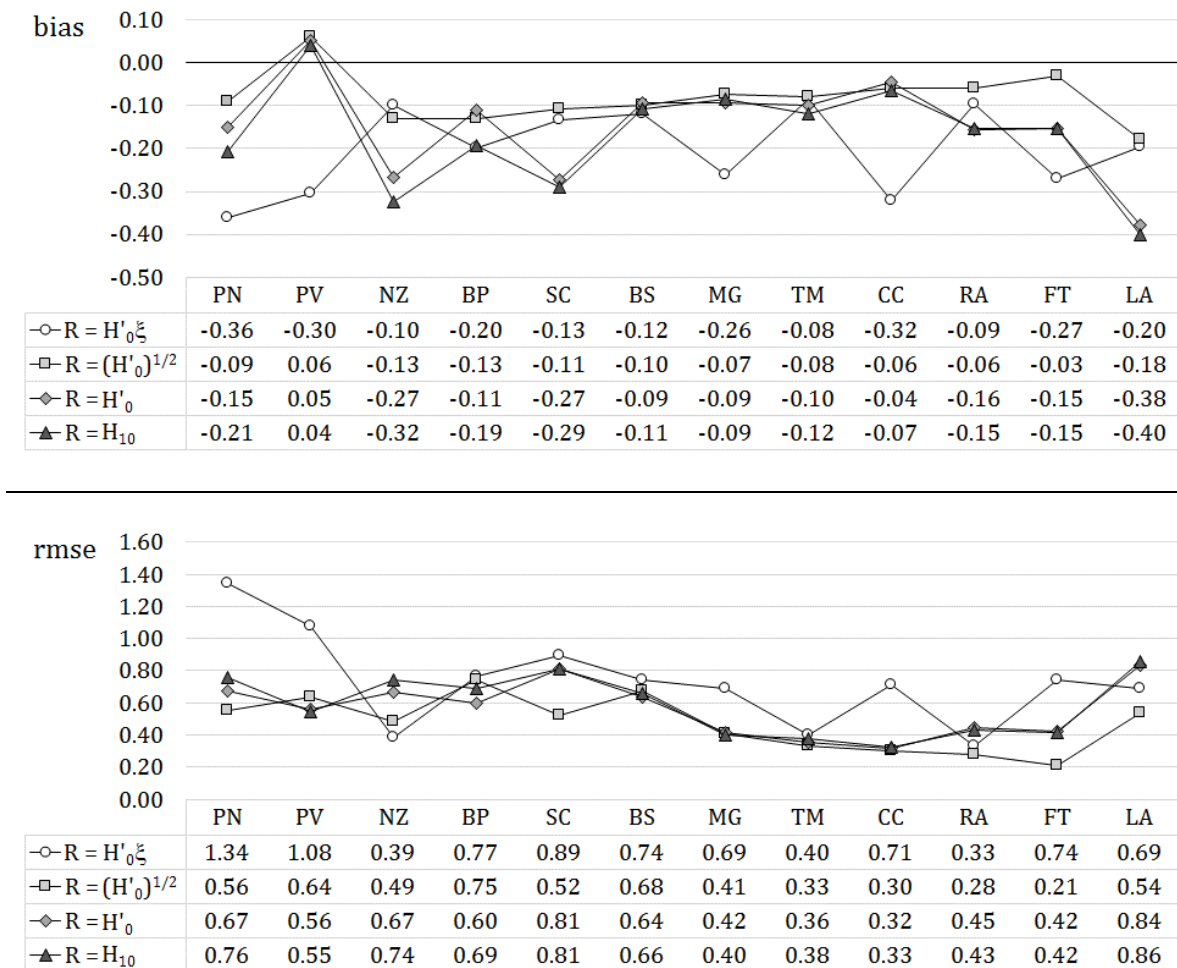 bias
0.10
0.00
-0.10
-0.20
-0.30
-0.40
-0.50
PN PV NZ BP SC BS MG TM CC RA FT LA
R = H'₀ξ -0.36 -0.30 -0.10 -0.20 -0.13 -0.12 -0.26 -0.08 -0.32 -0.09 -0.27 -0.20
R = (H'₀)¹/² -0.09 0.06 -0.13 -0.13 -0.11 -0.10 -0.07 -0.08 -0.06 -0.06 -0.03 -0.18
R = H'₀ -0.15 0.05 -0.27 -0.11 -0.27 -0.09 -0.09 -0.10 -0.04 -0.16 -0.15 -0.38
R = H₁₀ -0.21 0.04 -0.32 -0.19 -0.29 -0.11 -0.09 -0.12 -0.07 -0.15 -0.15 -0.40
rmse
1.60
1.40
1.20
1.00
0.80
0.60
0.40
0.20
0.00
PN PV NZ BP SC BS MG TM CC RA FT LA
R = H'₀ξ 1.34 1.08 0.39 0.77 0.89 0.74 0.69 0.40 0.71 0.33 0.74 0.69
R = (H'₀)¹/² 0.56 0.64 0.49 0.75 0.52 0.68 0.41 0.33 0.30 0.28 0.21 0.54
R = H'₀ 0.67 0.56 0.67 0.60 0.81 0.64 0.42 0.36 0.32 0.45 0.42 0.84
R = H₁₀ 0.76 0.55 0.74 0.69 0.81 0.66 0.40 0.38 0.33 0.43 0.42 0.86